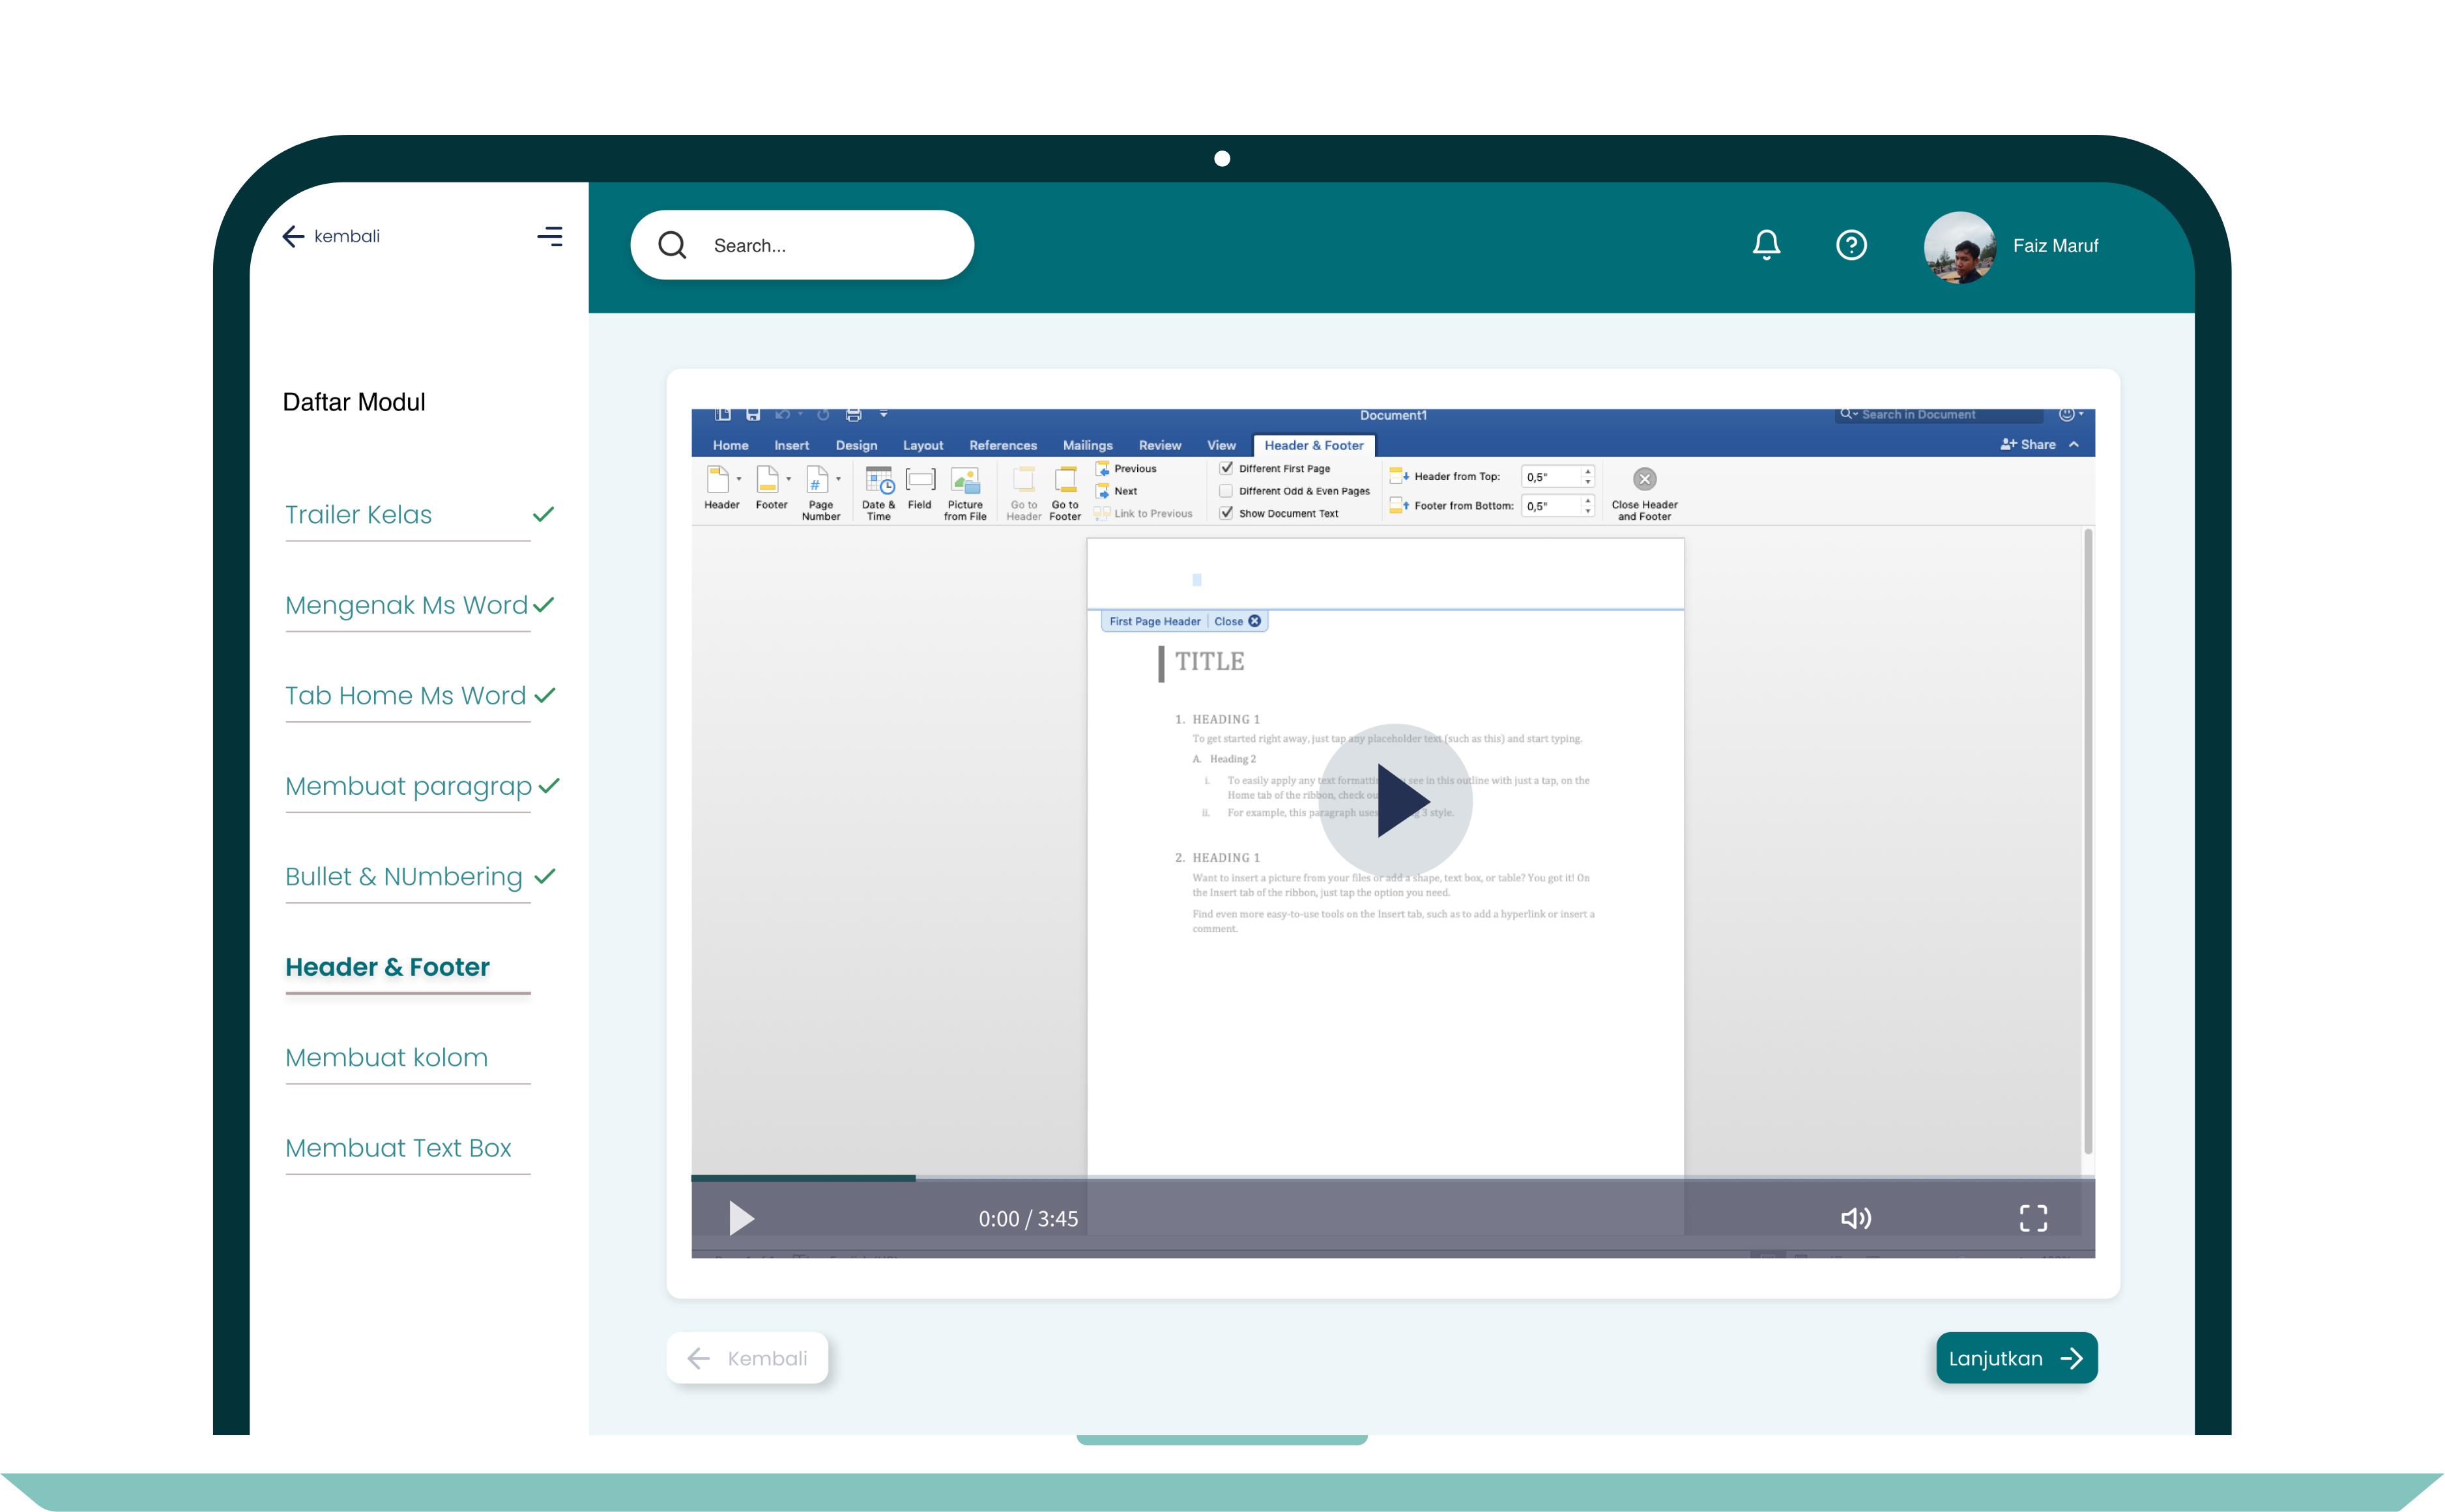 kembali
Search...
Faiz Maruf
Daftar Modul
Trailer Kelas
Mengenak Ms Word
Tab Home Ms Word
Membuat paragrap
Bullet & NUmbering
Header & Footer
Membuat kolom
Membuat Text Box
Document1
Search in Document
Home Insert Design Layout References Mailings Review View Header & Footer
Share
Header
Footer
Page
Number
#
Date &
Time
Field
Picture
from File
Go to
Header
Go to
Footer
Previous
Next
Link to Previous
Different First Page
Different Odd & Even Pages
Show Document Text
Header from Top: 0,5"
Footer from Bottom: 0,5"
Close Header
and Footer
First Page Header Close
TITLE
1. HEADING 1
To get started right away, just tap any placeholder text (such as this) and start typing.
A. Heading 2
i. To easily apply any text see in this outline with just a tap, on the
Home tab of the ribbon, check
ii. For example, this paragraph uses 3 style.
2. HEADING 1
Want to insert a picture from your files or add a shape, text box, or table? You got it! On
the Insert tab of the ribbon, just tap the option you need.
Find even more easy-to-use tools on the Insert tab, such as to add a hyperlink or insert a
comment.
0:00 / 3:45
Kembali
Lanjutkan